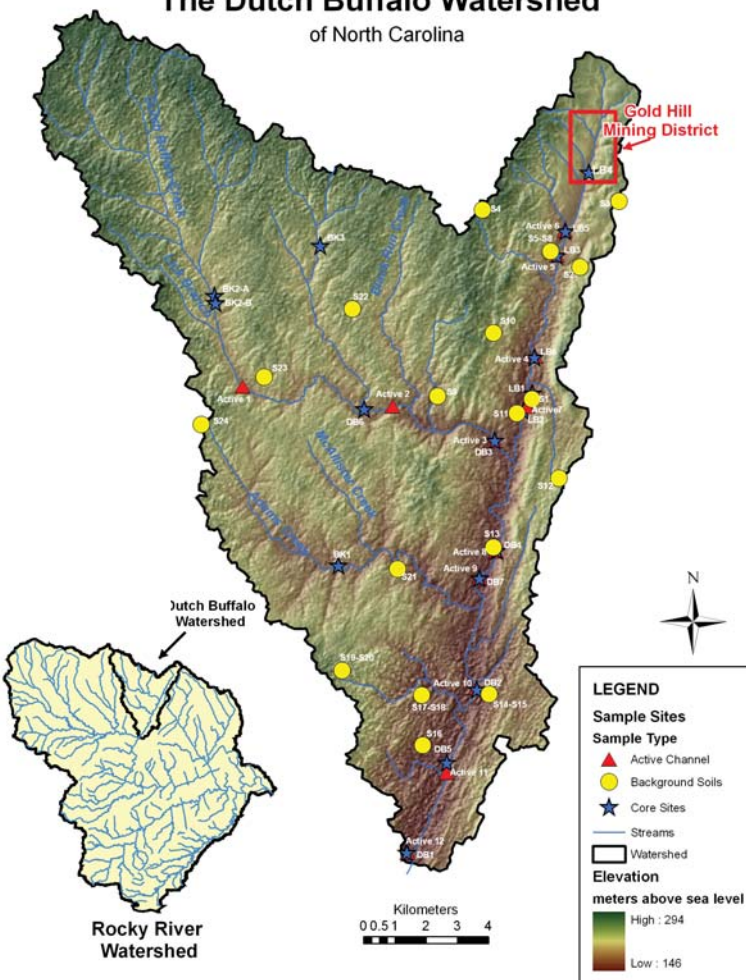 The Dutch Buffalo Watershed
of North Carolina
Gold Hill
Mining District
LB4
S4
S3
Active 6
LB5
S5-S8
LB3
Active 5
S2
BK3
BK2-A
BK2-B
S22
S10
Active 4
S23
Active 1
Active 2
DB6
LB1
S1
S11
LB2
S24
Active 3
DB3
McAllister Creek
Adams Creek
S12
S13
DB4
Active 8
BK1
S21
Active 9
DB7
Dutch Buffalo
Watershed
N
S19-S20
Active 10
DB2
S17-S18
S14-S15
S16
DB5
Active 11
Active 12
DB1
Rocky River
Watershed
Kilometers
0 0.5 1 2 3 4
LEGEND
Sample Sites
Sample Type
Active Channel
Background Soils
Core Sites
Streams
Watershed
Elevation
meters above sea level
High : 294
Low : 146